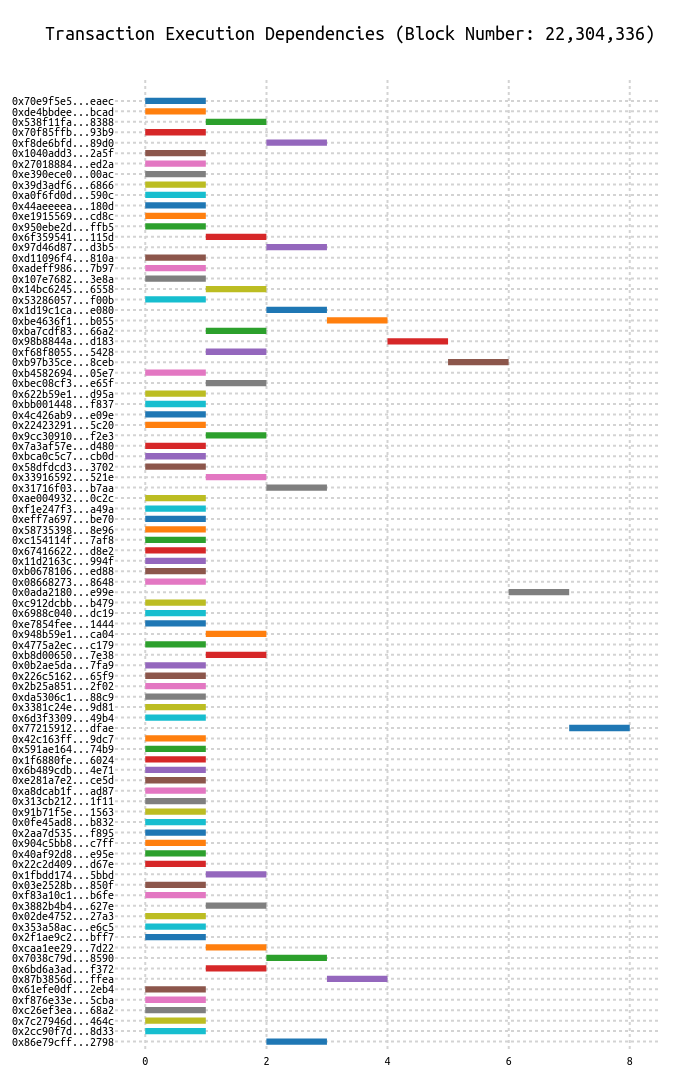 Transaction Execution Dependencies (Block Number: 22,304,336)
0x70e9f5e5...eaec
0xde4bbdee...bcad
0x538f11fa...8388
0x70f85ffb...93b9
0xf8de6bfd...89d0
0x1040add3...2a5f
0x27018884...ed2a
0xe390ece0...00ac
0x39d3adf6...6866
0xa0f6fd0d...590c
0x44aeeeea...180d
0xe1915569...cd8c
0x950ebe2d...ffb5
0x6f359541...115d
0x97d46d87...d3b5
0xd11096f4...810a
0xadeff986...7b97
0x107e7682...3e8a
0x14bc6245...6558
0x53286057...f00b
0x1d19c1ca...e080
0xbe4636f1...b055
0xba7cdf83...66a2
0x98b8844a...d183
0xf68f8055...5428
0xb97b35ce...8ceb
0xb4582694...05e7
0xbec08cf3...e65f
0x622b59e1...d95a
0xbb001448...f837
0x4c426ab9...e09e
0x22423291...5c20
0x9cc30910...f2e3
0x7a3af57e...d480
0xbca0c5c7...cb0d
0x58dfdcd3...3702
0x33916592...521e
0x31716f03...b7aa
0xae004932...0c2c
0xf1e247f3...a49a
0xeff7a697...be70
0x58735398...8e96
0xc154114f...7af8
0x67416622...d8e2
0x11d2163c...994f
0xb0678106...ed88
0x08668273...8648
0x0ada2180...e99e
0xc912dcbb...b479
0x6988c040...dc19
0xe7854fee...1444
0x948b59e1...ca04
0x4775a2ec...c179
0xb8d00650...7e38
0x0b2ae5da...7fa9
0x226c5162...65f9
0x2b25a851...2f02
0xda5306c1...88c9
0x3381c24e...9d81
0x6d3f3309...49b4
0x77215912...dfae
0x42c163ff...9dc7
0x591ae164...74b9
0x1f6880fe...6024
0x6b489cdb...4e71
0xe281a7e2...ce5d
0xa8dcab1f...ad87
0x313cb212...1f11
0x91b71f5e...1563
0x0fe45ad8...b832
0x2aa7d535...f895
0x904c5bb8...c7ff
0x40af92d8...e95e
0x22c2d409...d67e
0x1fbdd174...5bbd
0x03e2528b...850f
0xf83a10c1...b6fe
0x3882b4b4...627e
0x02de4752...27a3
0x353a58ac...e6c5
0x2f1ae9c2...bff7
0xcaa1ee29...7d22
0x7038c79d...8590
0x6bd6a3ad...f372
0x87b3856d...ffea
0x61efe0df...2eb4
0xf876e33e...5cba
0xc26ef3ea...68a2
0x7c27946d...464c
0x2cc90f7d...8d33
0x86e79cff...2798
0 2 4 6 8